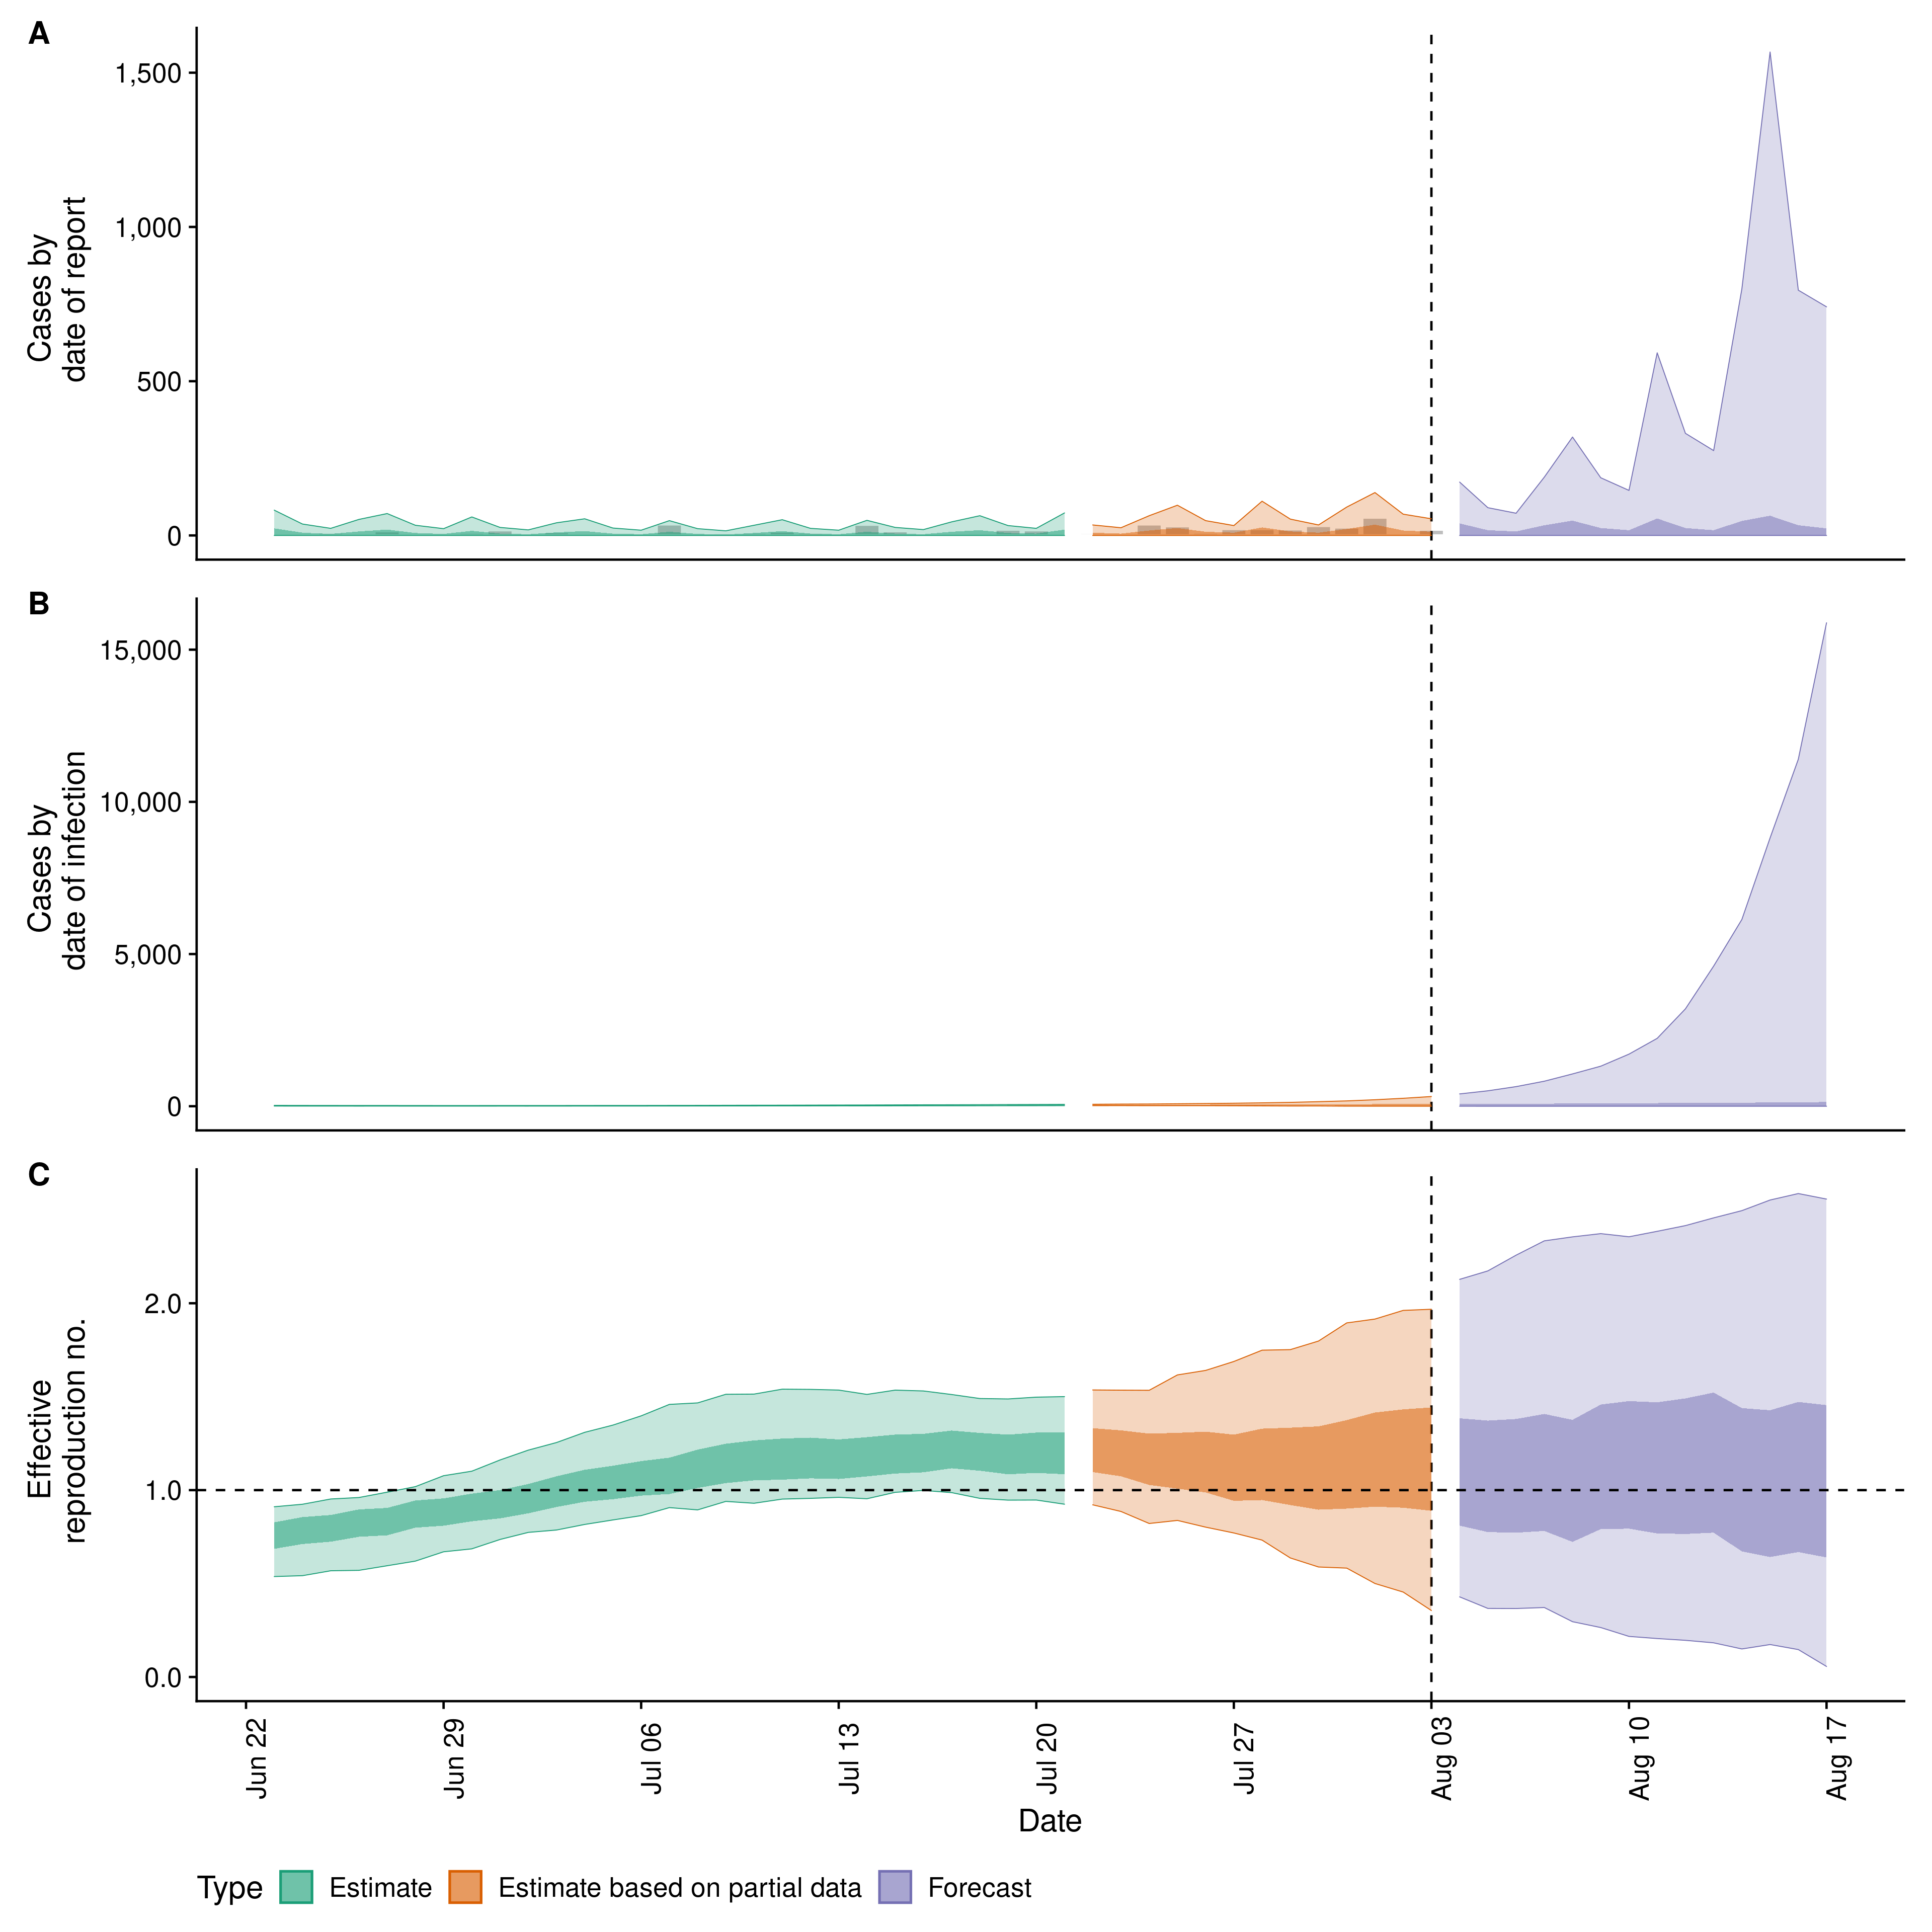 A
1,500
1,000
500
0
Cases by
date of report
B
15,000
10,000
5,000
0
Cases by
date of infection
C
2.0
1.0
0.0
Effective
reproduction no.
Jun 22
Jun 29
Jul 06
Jul 13
Jul 20
Jul 27
Aug 03
Aug 10
Aug 17
Date
Type Estimate Estimate based on partial data Forecast